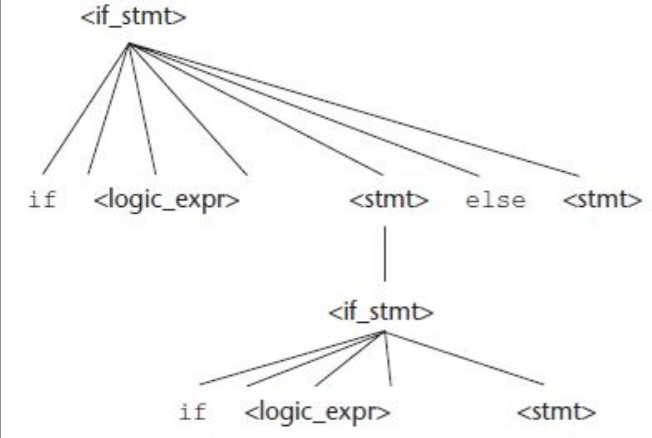 <if_stmt>
if <logic_expr> <stmt> else <stmt>
<if_stmt>
if <logic_expr> <stmt>